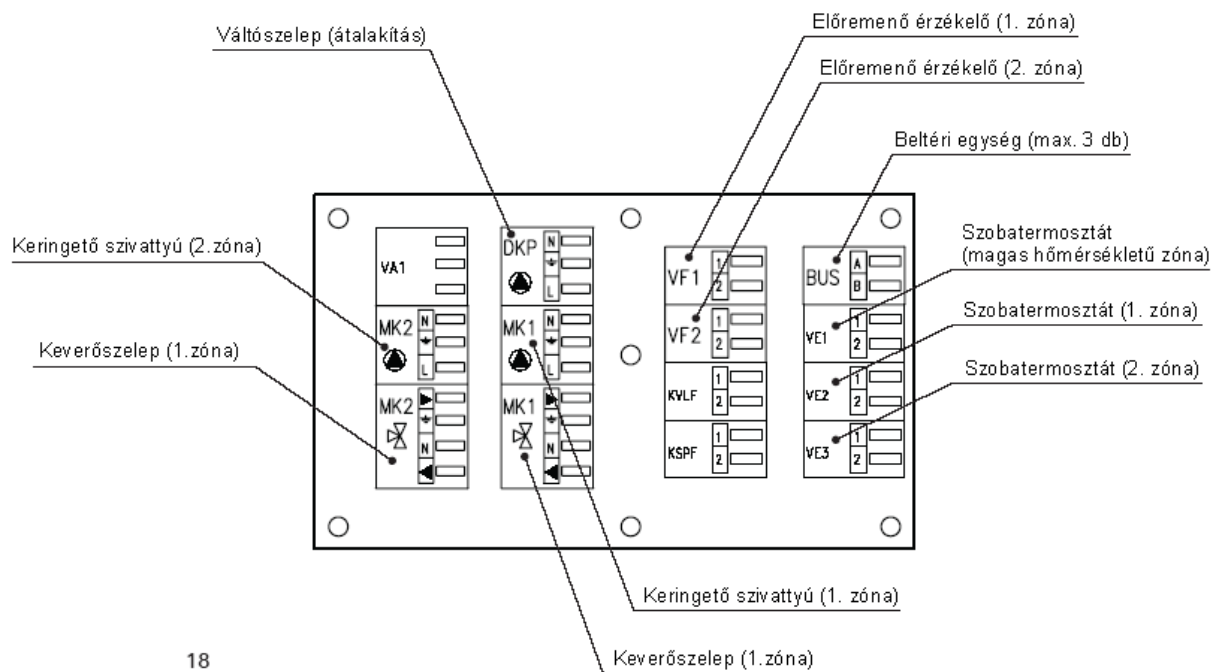 Előremenő érzékelő (1. zóna)
Váltószelep (átalakítás)
Előremenő érzékelő (2. zóna)
Beltéri egység (max. 3 db)
Keringető szivattyú (2.zóna)
Szobatermosztát
(magas hőmérsékletű zóna)
Szobatermosztát (1. zóna)
Keverőszelep (1.zóna)
Szobatermosztát (2. zóna)
VA1
DKP
N
L
MK2
N
L
MK1
N
L
MK2
N
MK1
N
VF1
1
2
VF2
1
2
KVLF
1
2
KSPF
1
2
BUS
A
B
VE1
1
2
VE2
1
2
VE3
1
2
Keringető szivattyú (1. zóna)
Keverőszelep (1.zóna)
18